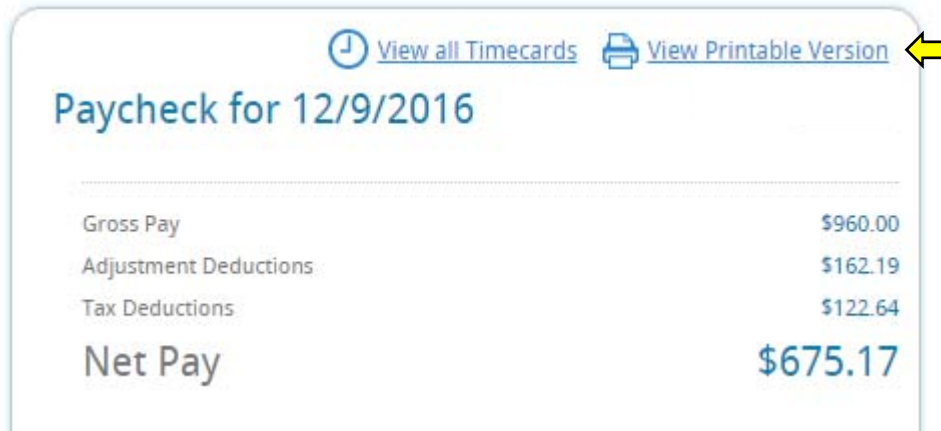 View all Timecards View Printable Version
Paycheck for 12/9/2016
Gross Pay $960.00
Adjustment Deductions $162.19
Tax Deductions $122.64
Net Pay $675.17